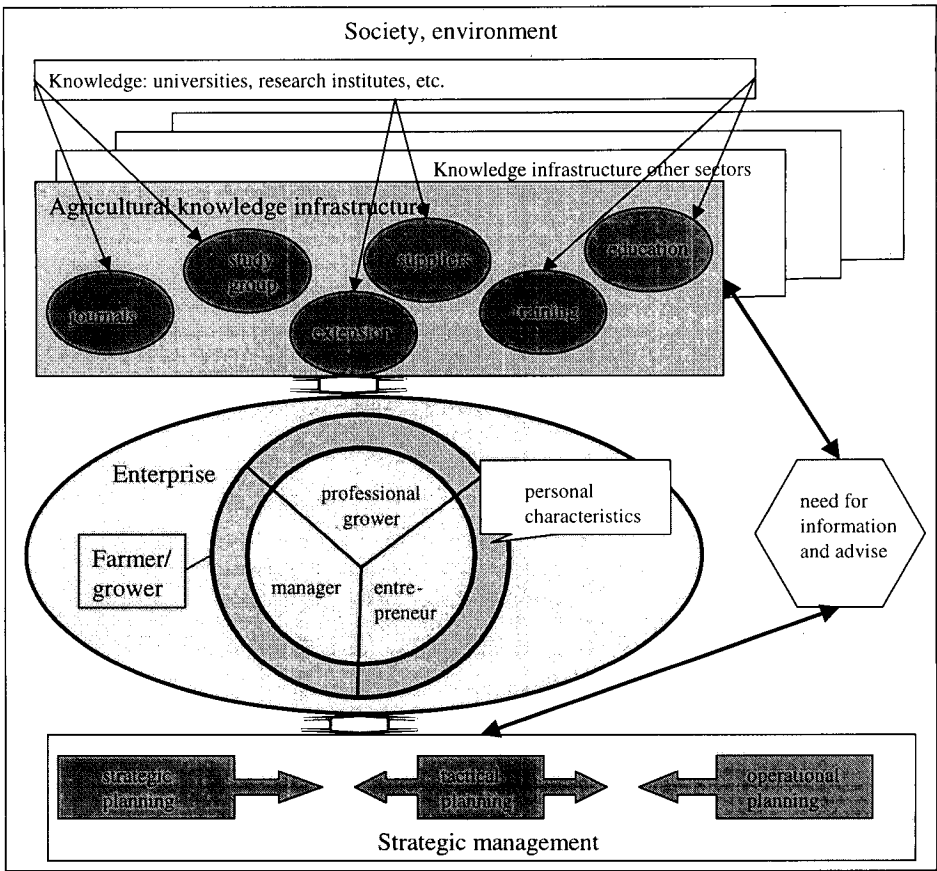 Society, environment
Knowledge: universities, research institutes, etc.
Knowledge infrastructure other sectors
Agricultural knowledge infrastructure
journals
study
group
extension
suppliers
training
education
Enterprise
Farmer/
grower
professional
grower
manager
entre-
preneur
personal
characteristics
need for
information
and advise
strategic
planning
tactical
planning
operational
planning
Strategic management